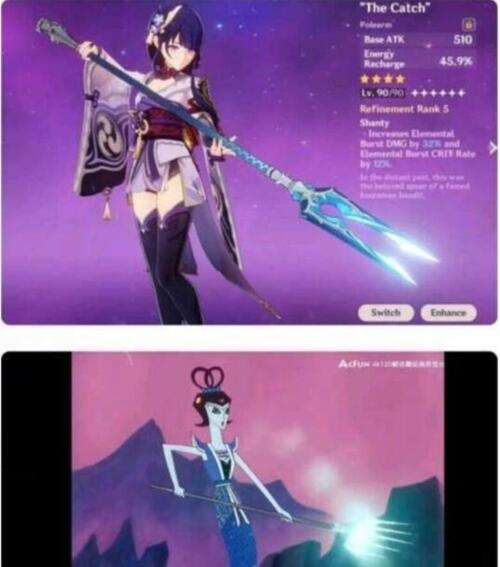 "The Catch"
Polearm
Base ATK 510
Energy
Recharge 45.9%
Lv. 90/90
Refinement Rank 5
Shanty
· Increases Elemental
Burst DMG by 32% and
Elemental Burst CRIT Rate
by 12%.
In the distant past, this was
the beloved spear of a famed
Inazuman bandit.
Switch Enhance
ACFUN